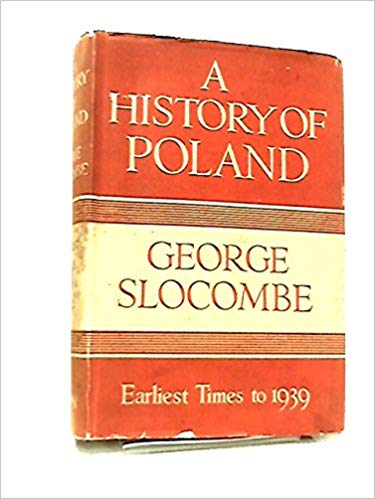 A
HISTORY OF
POLAND
GEORGE
SLOCOMBE
Earliest Times to 1939